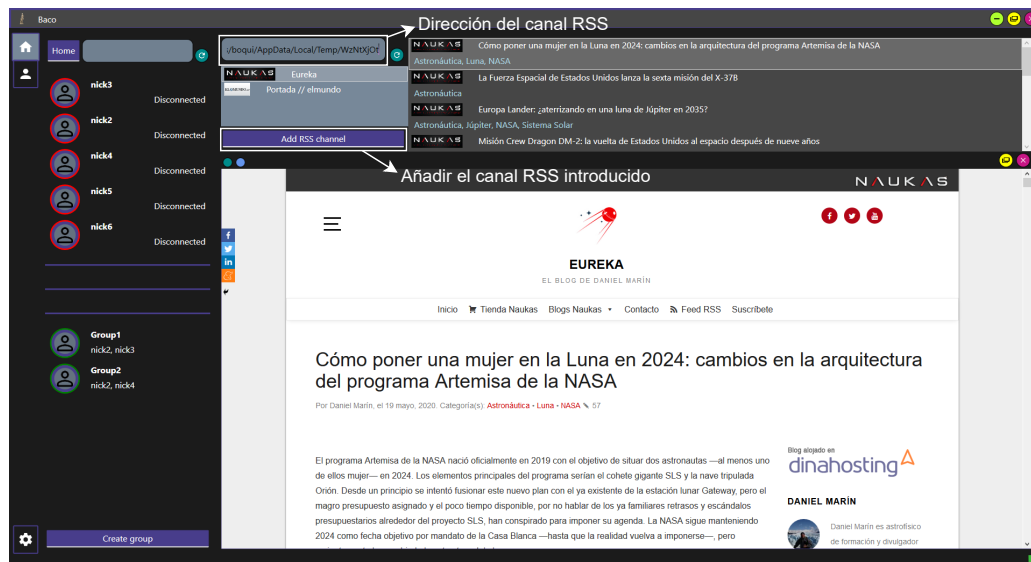 Baco
Dirección del canal RSS
Home
:/boqui/AppData/Local/Temp/WzNtXjOf
NAUKAS Cómo poner una mujer en la Luna en 2024: cambios en la arquitectura del programa Artemisa de la NASA
Astronáutica, Luna, NASA
NAUKAS La Fuerza Espacial de Estados Unidos lanza la sexta misión del X-37B
Astronáutica
NAUKAS Europa Lander: ¿aterrizando en una luna de Júpiter en 2035?
Astronáutica, Júpiter, NASA, Sistema Solar
NAUKAS Misión Crew Dragon DM-2: la vuelta de Estados Unidos al espacio después de nueve años
NAUKAS Eureka
Portada // elmundo
Add RSS channel
Añadir el canal RSS introducido
nick3
Disconnected
nick2
Disconnected
nick4
Disconnected
nick5
Disconnected
nick6
Disconnected
Group1
nick2, nick3
Group2
nick2, nick4
Create group
NAUKAS
EUREKA
EL BLOG DE DANIEL MARÍN
Inicio Tienda Naukas Blogs Naukas Contacto Feed RSS Suscríbete
Cómo poner una mujer en la Luna en 2024: cambios en la arquitectura
del programa Artemisa de la NASA
Por Daniel Marín, el 19 mayo, 2020. Categoría(s): Astronáutica • Luna • NASA 57
El programa Artemisa de la NASA nació oficialmente en 2019 con el objetivo de situar dos astronautas —al menos uno
de ellos mujer— en 2024. Los elementos principales del programa serían el cohete gigante SLS y la nave tripulada
Orión. Desde un principio se intentó fusionar este nuevo plan con el ya existente de la estación lunar Gateway, pero el
magro presupuesto asignado y el poco tiempo disponible, por no hablar de los ya familiares retrasos y escándalos
presupuestarios alrededor del proyecto SLS, han conspirado para imponer su agenda. La NASA sigue manteniendo
2024 como fecha objetivo por mandato de la Casa Blanca —hasta que la realidad vuelva a imponerse—, pero
Blog alojado en
dinahosting
DANIEL MARÍN
Daniel Marín es astrofísico
de formación y divulgador